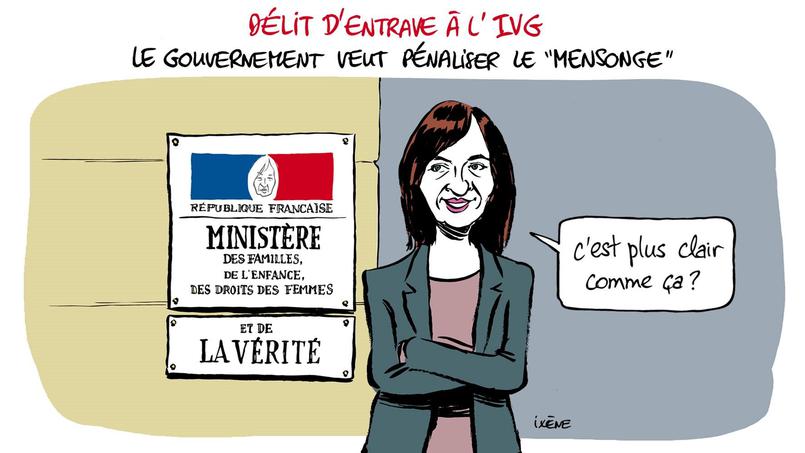 DÉLIT D'ENTRAVE À L'IVG
LE GOUVERNEMENT VEUT PÉNALISER LE "MENSONGE"
RÉPUBLIQUE FRANÇAISE
MINISTÈRE
DES FAMILLES,
DE L'ENFANCE,
DES DROITS DES FEMMES
ET DE
LA VÉRITÉ
c'est plus clair
comme ça?
ixène